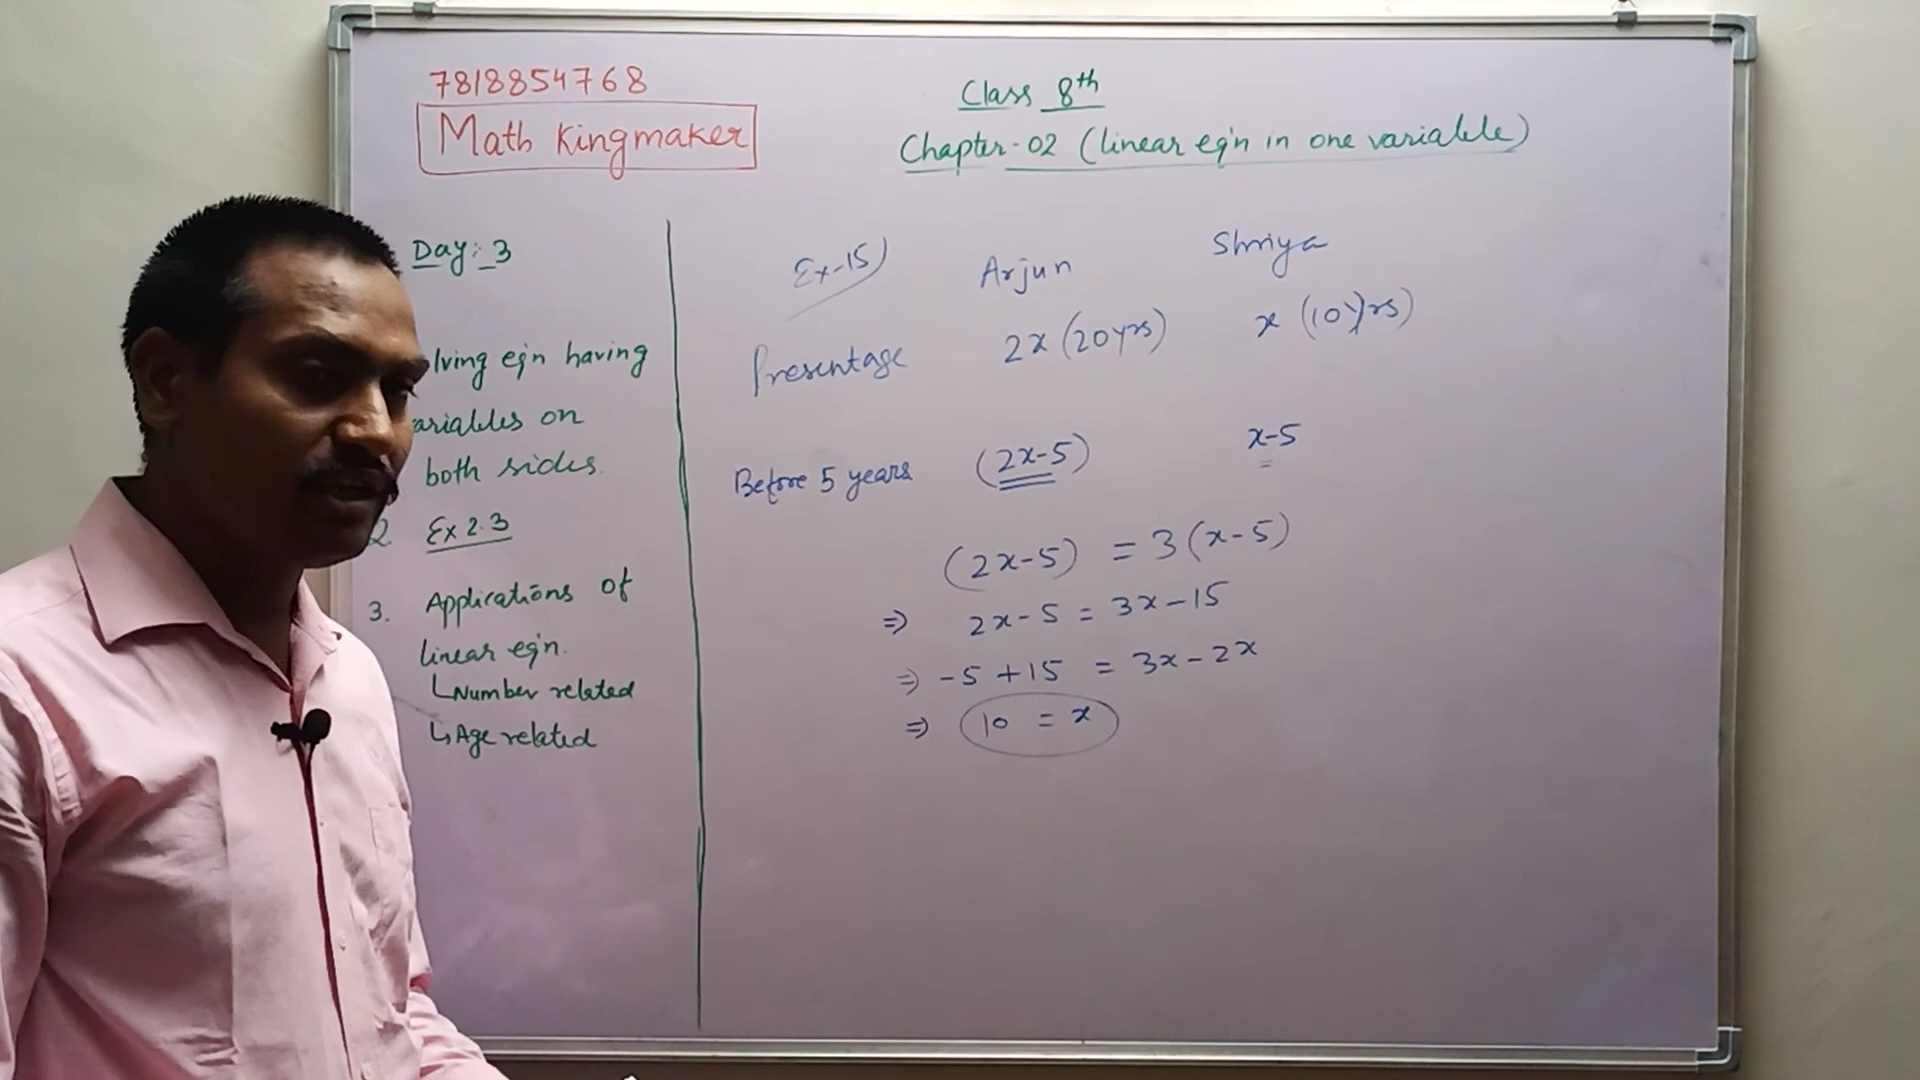 7818854768
Math Kingmaker
Class 8th
Chapter-02 (linear eq'n in one variable)
Day:-3
lving eq'n having
ariables on
both sides.
2. Ex 2.3
3. Applications of
linear eq'n.
↳Number related
↳Age related
Ex-15) Arjun Shriya
Presentage 2x (20yrs) x (10yrs)
Before 5 years (2x-5) x-5
(2x-5) = 3(x-5)
⇒ 2x-5 = 3x-15
⇒ -5+15 = 3x-2x
⇒ 10 = x